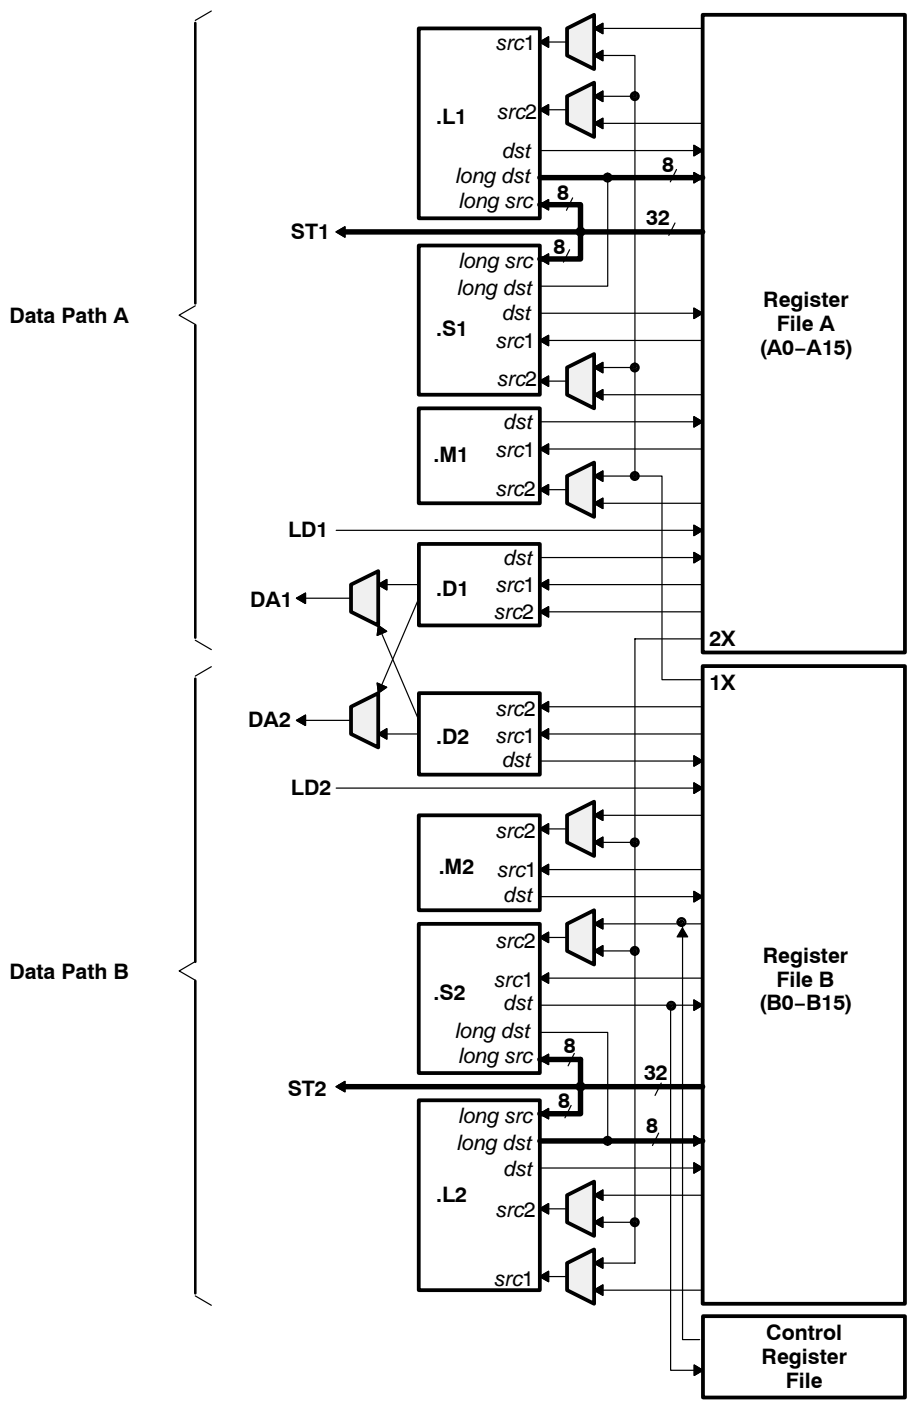 src1
src2
.L1
dst
long dst
8
long src
8
ST1
32
8
long src
long dst
dst
.S1
src1
src2
Register
File A
(A0–A15)
Data Path A
dst
.M1
src1
src2
LD1
dst
.D1
src1
src2
DA1
2X
1X
DA2
src2
.D2
src1
dst
LD2
src2
.M2
src1
dst
src2
.S2
src1
dst
long dst
long src
8
Register
File B
(B0–B15)
Data Path B
ST2
32
8
long src
long dst
8
dst
.L2
src2
src1
Control
Register
File